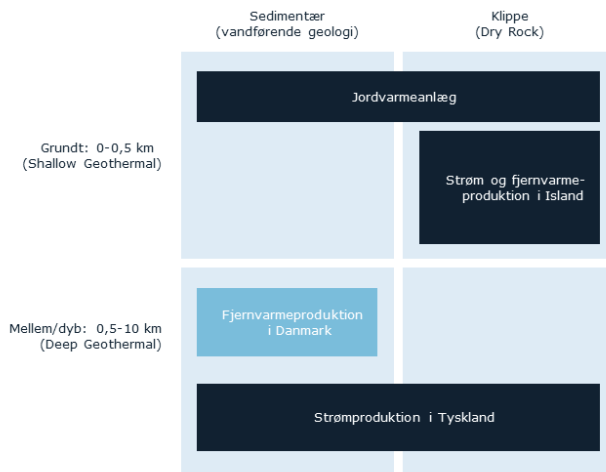 Sedimentær
(vandførende geologi)
Klippe
(Dry Rock)
Jordvarmeanlæg
Grundt: 0-0,5 km
(Shallow Geothermal)
Strøm og fjernvarme-
produktion i Island
Fjernvarmeproduktion
i Danmark
Mellem/dyb: 0,5-10 km
(Deep Geothermal)
Strømproduktion i Tyskland